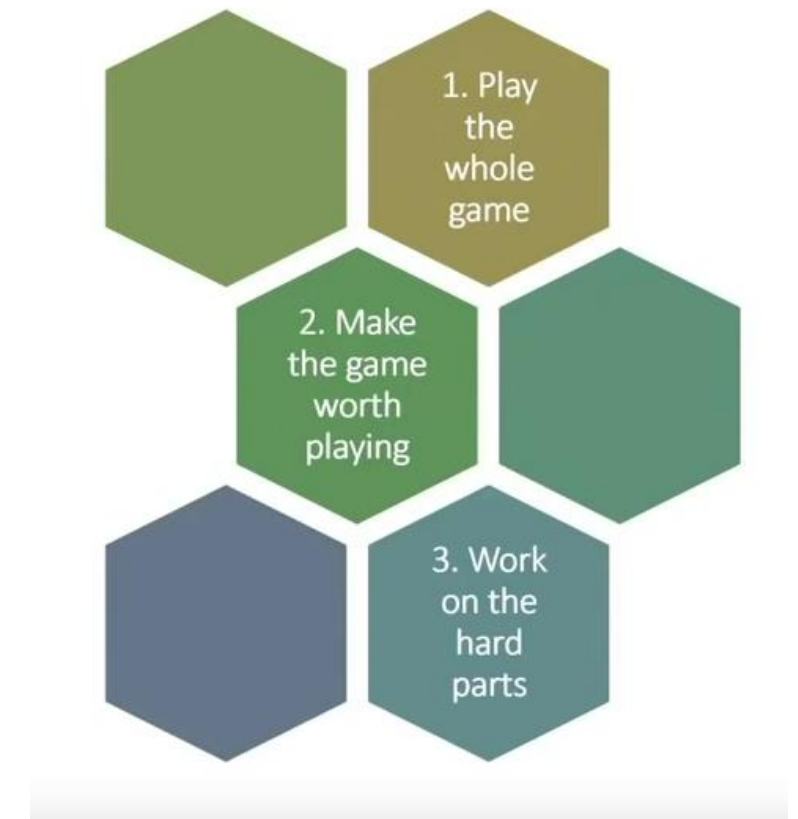 1. Play
the
whole
game
2. Make
the game
worth
playing
3. Work
on the
hard
parts